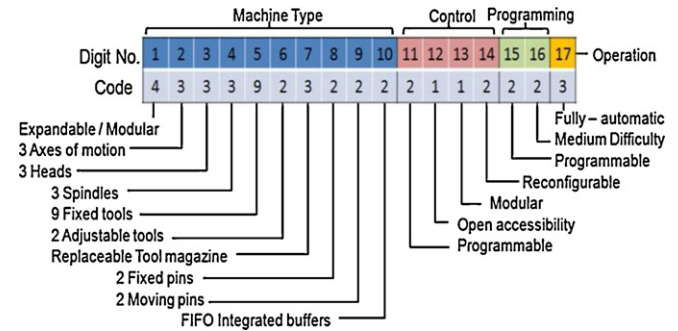 Machine Type Control Programming
Digit No. 1 2 3 4 5 6 7 8 9 10 11 12 13 14 15 16 17 Operation
Code 4 3 3 3 9 2 3 2 2 2 2 1 1 2 2 2 3
Expandable / Modular
3 Axes of motion
3 Heads
3 Spindles
9 Fixed tools
2 Adjustable tools
Replaceable Tool magazine
2 Fixed pins
2 Moving pins
FIFO Integrated buffers
Fully – automatic
Medium Difficulty
Programmable
Reconfigurable
Modular
Open accessibility
Programmable